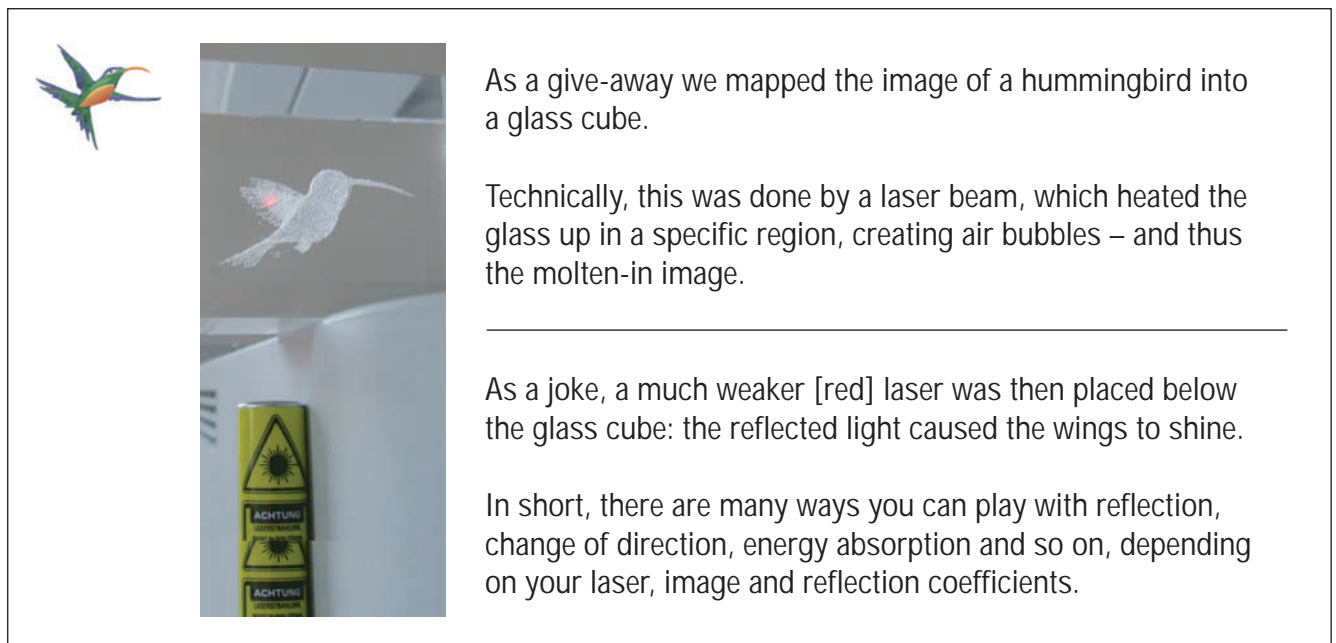 As a give-away we mapped the image of a hummingbird into
a glass cube.
Technically, this was done by a laser beam, which heated the
glass up in a specific region, creating air bubbles – and thus
the molten-in image.
As a joke, a much weaker [red] laser was then placed below
the glass cube: the reflected light caused the wings to shine.
In short, there are many ways you can play with reflection,
change of direction, energy absorption and so on, depending
on your laser, image and reflection coefficients.
ACHTUNG
LASERSTRAHLUNG
ACHTUNG
LASERSTRAHLUNG